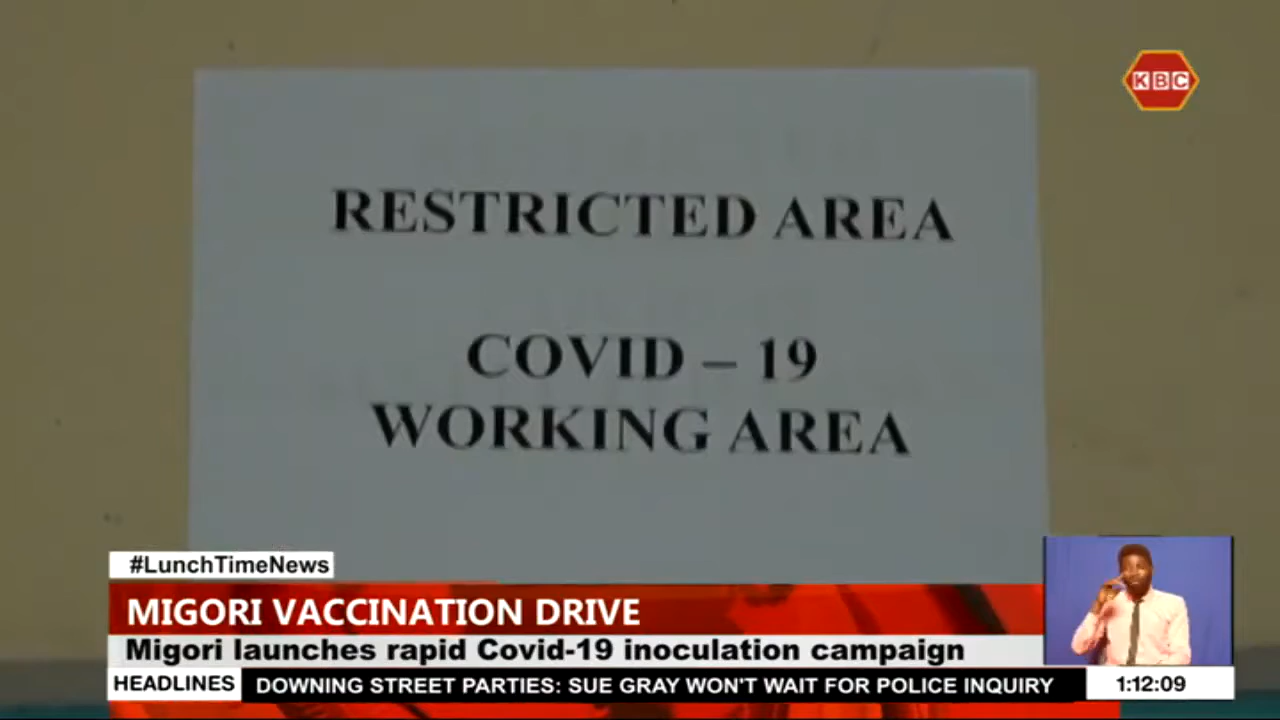 KBC
RESTRICTED AREA
COVID – 19
WORKING AREA
#LunchTimeNews
MIGORI VACCINATION DRIVE
Migori launches rapid Covid-19 inoculation campaign
HEADLINES DOWNING STREET PARTIES: SUE GRAY WON'T WAIT FOR POLICE INQUIRY 1:12:09